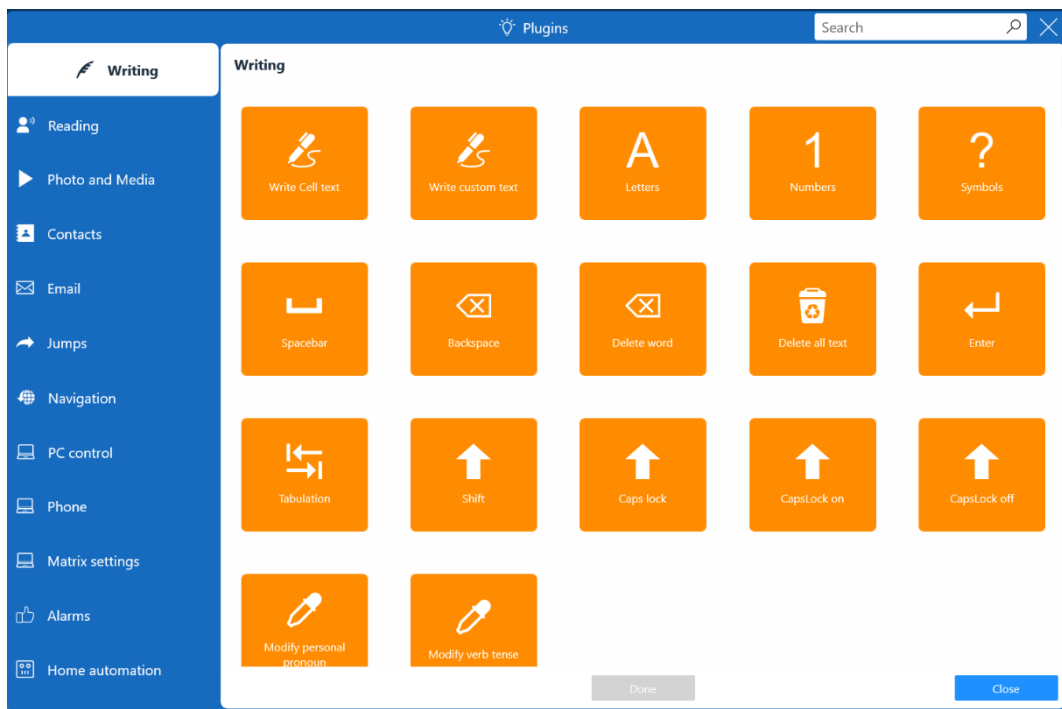 Plugins
Search
Writing
Reading
Photo and Media
Contacts
Email
Jumps
Navigation
PC control
Phone
Matrix settings
Alarms
Home automation
Writing
Write Cell text
Write custom text
A
Letters
1
Numbers
?
Symbols
Spacebar
Backspace
Delete word
Delete all text
Enter
Tabulation
Shift
Caps lock
CapsLock on
CapsLock off
Modify personal
pronoun
Modify verb tense
Done
Close